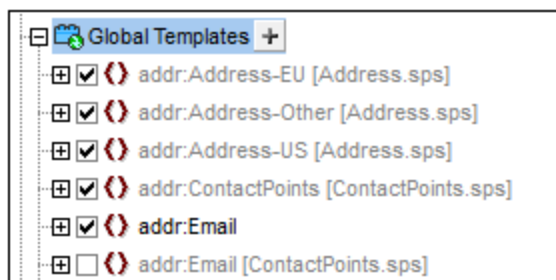 Global Templates
addr:Address-EU [Address.sps]
addr:Address-Other [Address.sps]
addr:Address-US [Address.sps]
addr:ContactPoints [ContactPoints.sps]
addr:Email
addr:Email [ContactPoints.sps]